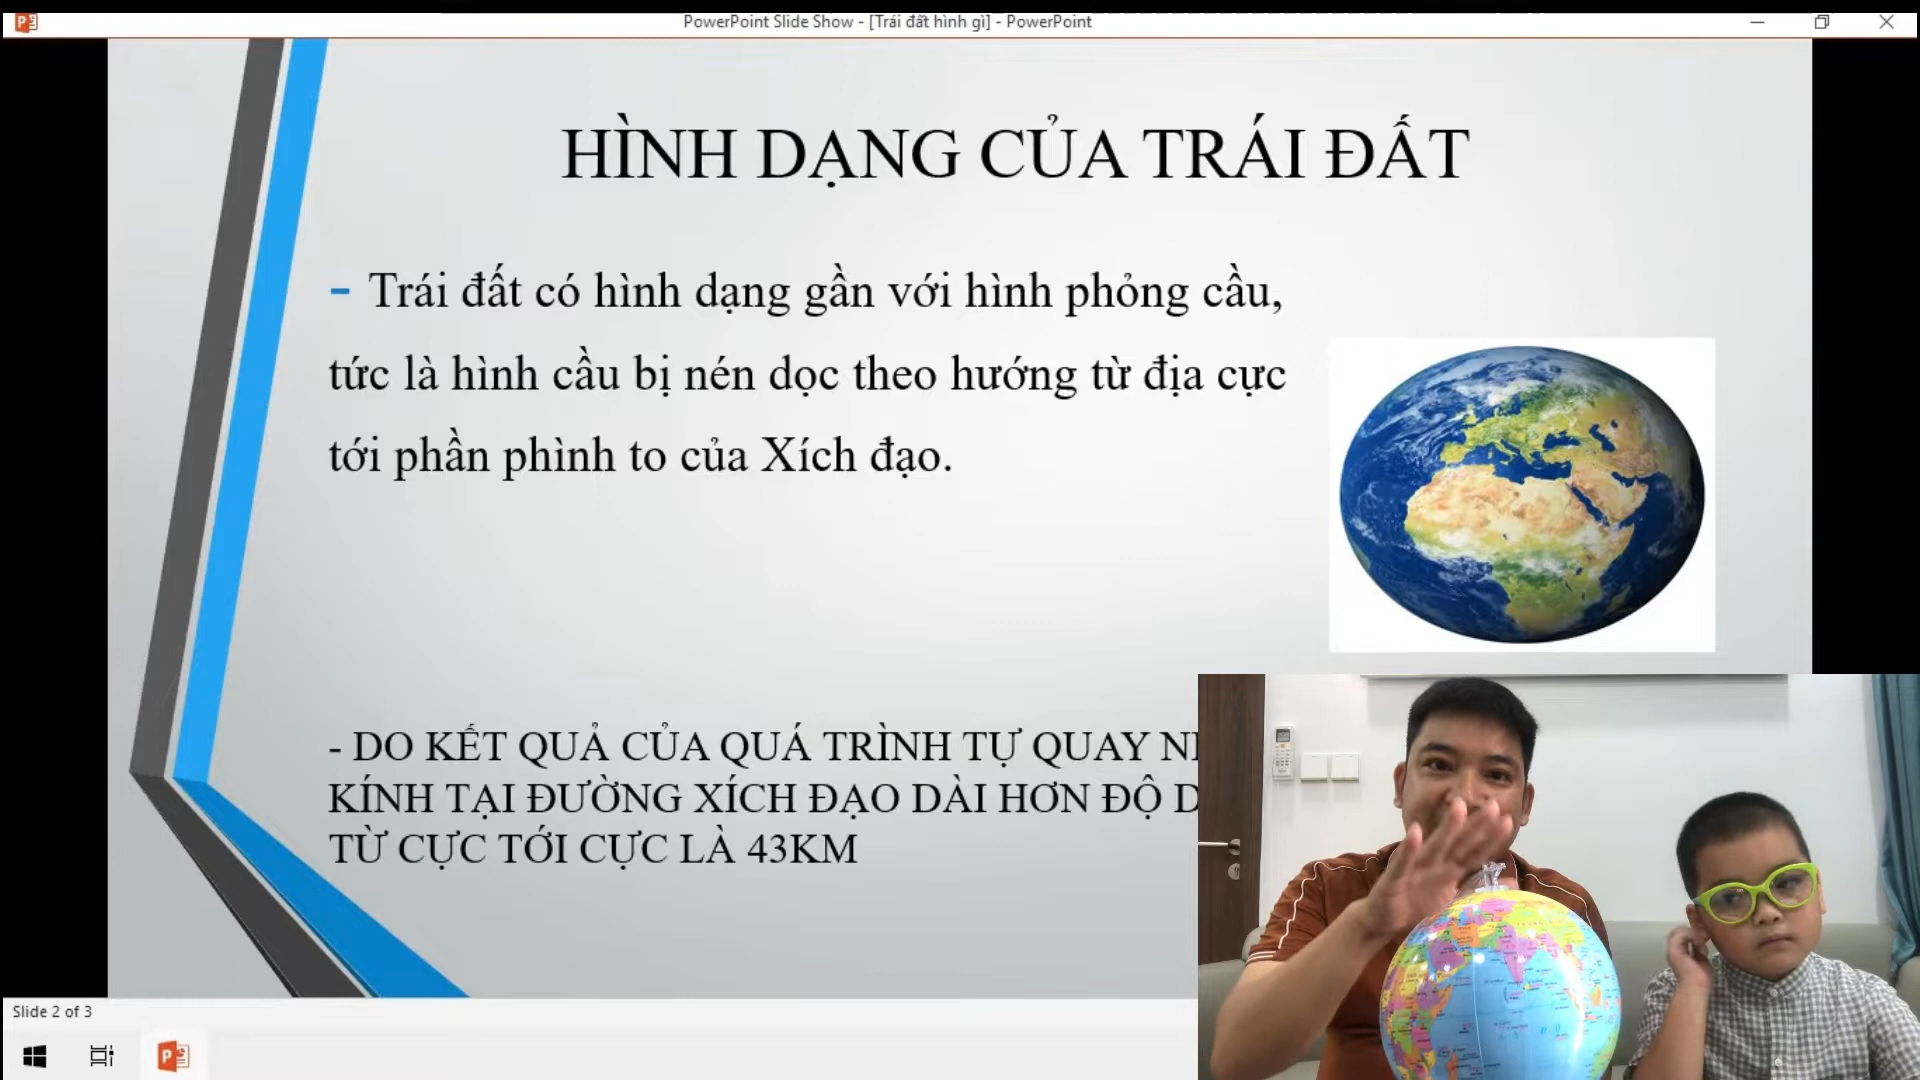 PowerPoint Slide Show - [Trái đất hình gì] - PowerPoint
HÌNH DẠNG CỦA TRÁI ĐẤT
- Trái đất có hình dạng gần với hình phỏng cầu,
tức là hình cầu bị nén dọc theo hướng từ địa cực
tới phần phình to của Xích đạo.
- DO KẾT QUẢ CỦA QUÁ TRÌNH TỰ QUAY
KÍNH TẠI ĐƯỜNG XÍCH ĐẠO DÀI HƠN ĐỘ
TỪ CỰC TỚI CỰC LÀ 43KM
Slide 2 of 3